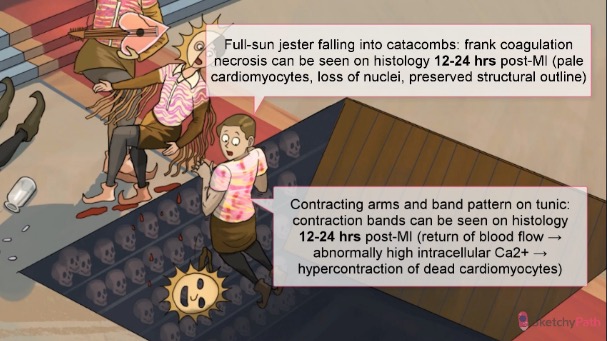 Full-sun jester falling into catacombs: frank coagulation
necrosis can be seen on histology 12-24 hrs post-MI (pale
cardiomyocytes, loss of nuclei, preserved structural outline)
Contracting arms and band pattern on tunic:
contraction bands can be seen on histology
12-24 hrs post-MI (return of blood flow →
abnormally high intracellular Ca2+ →
hypercontraction of dead cardiomyocytes)
SketchyPath